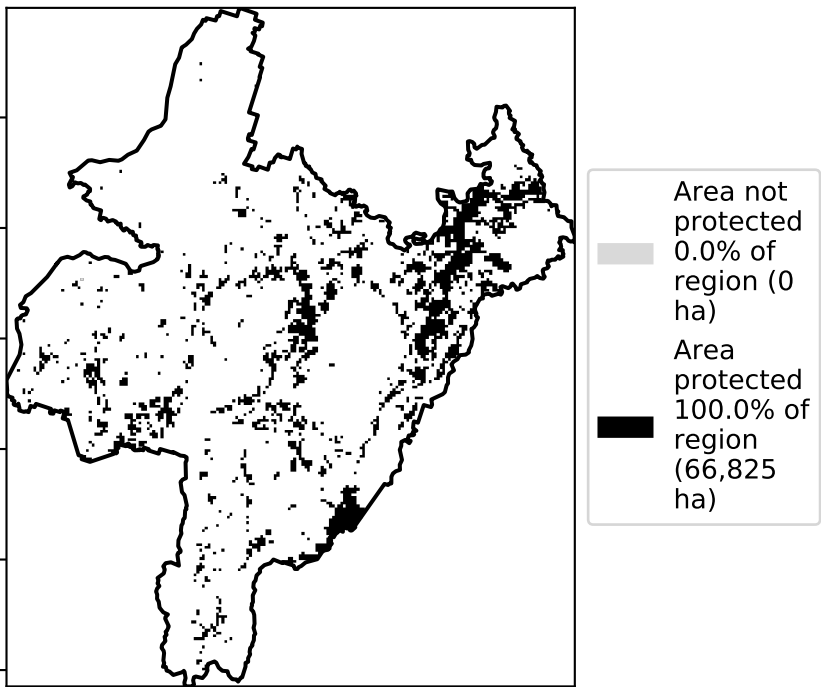 Area not
protected
0.0% of
region (0
ha)
Area
protected
100.0% of
region
(66,825
ha)